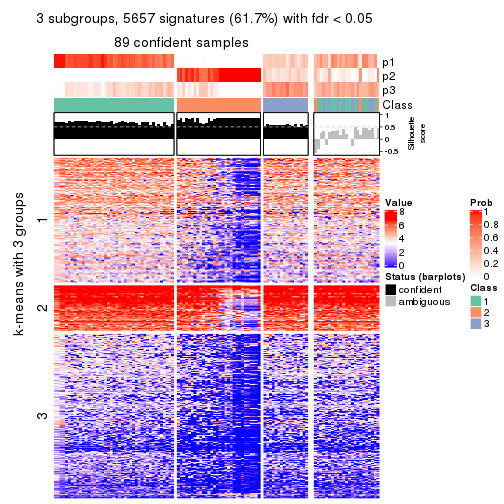 3 subgroups, 5657 signatures (61.7%) with fdr < 0.05
89 confident samples
p1
p2
p3
Class
1
0.5
0
-0.5
Silhouette
score
k-means with 3 groups
1
2
3
Value
8
6
4
2
0
Status (barplots)
confident
ambiguous
Prob
1
0.8
0.6
0.4
0.2
0
Class
1
2
3